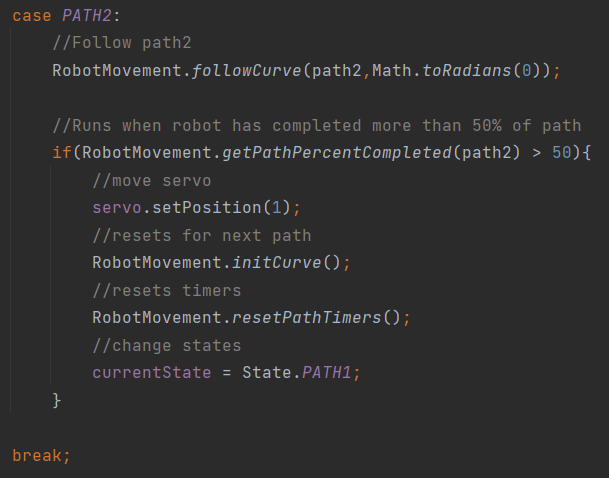 case PATH2:
//Follow path2
RobotMovement.followCurve(path2,Math.toRadians(0));
//Runs when robot has completed more than 50% of path
if(RobotMovement.getPathPercentCompleted(path2) > 50){
//move servo
servo.setPosition(1);
//resets for next path
RobotMovement.initCurve();
//resets timers
RobotMovement.resetPathTimers();
//change states
currentState = State.PATH1;
}
break;